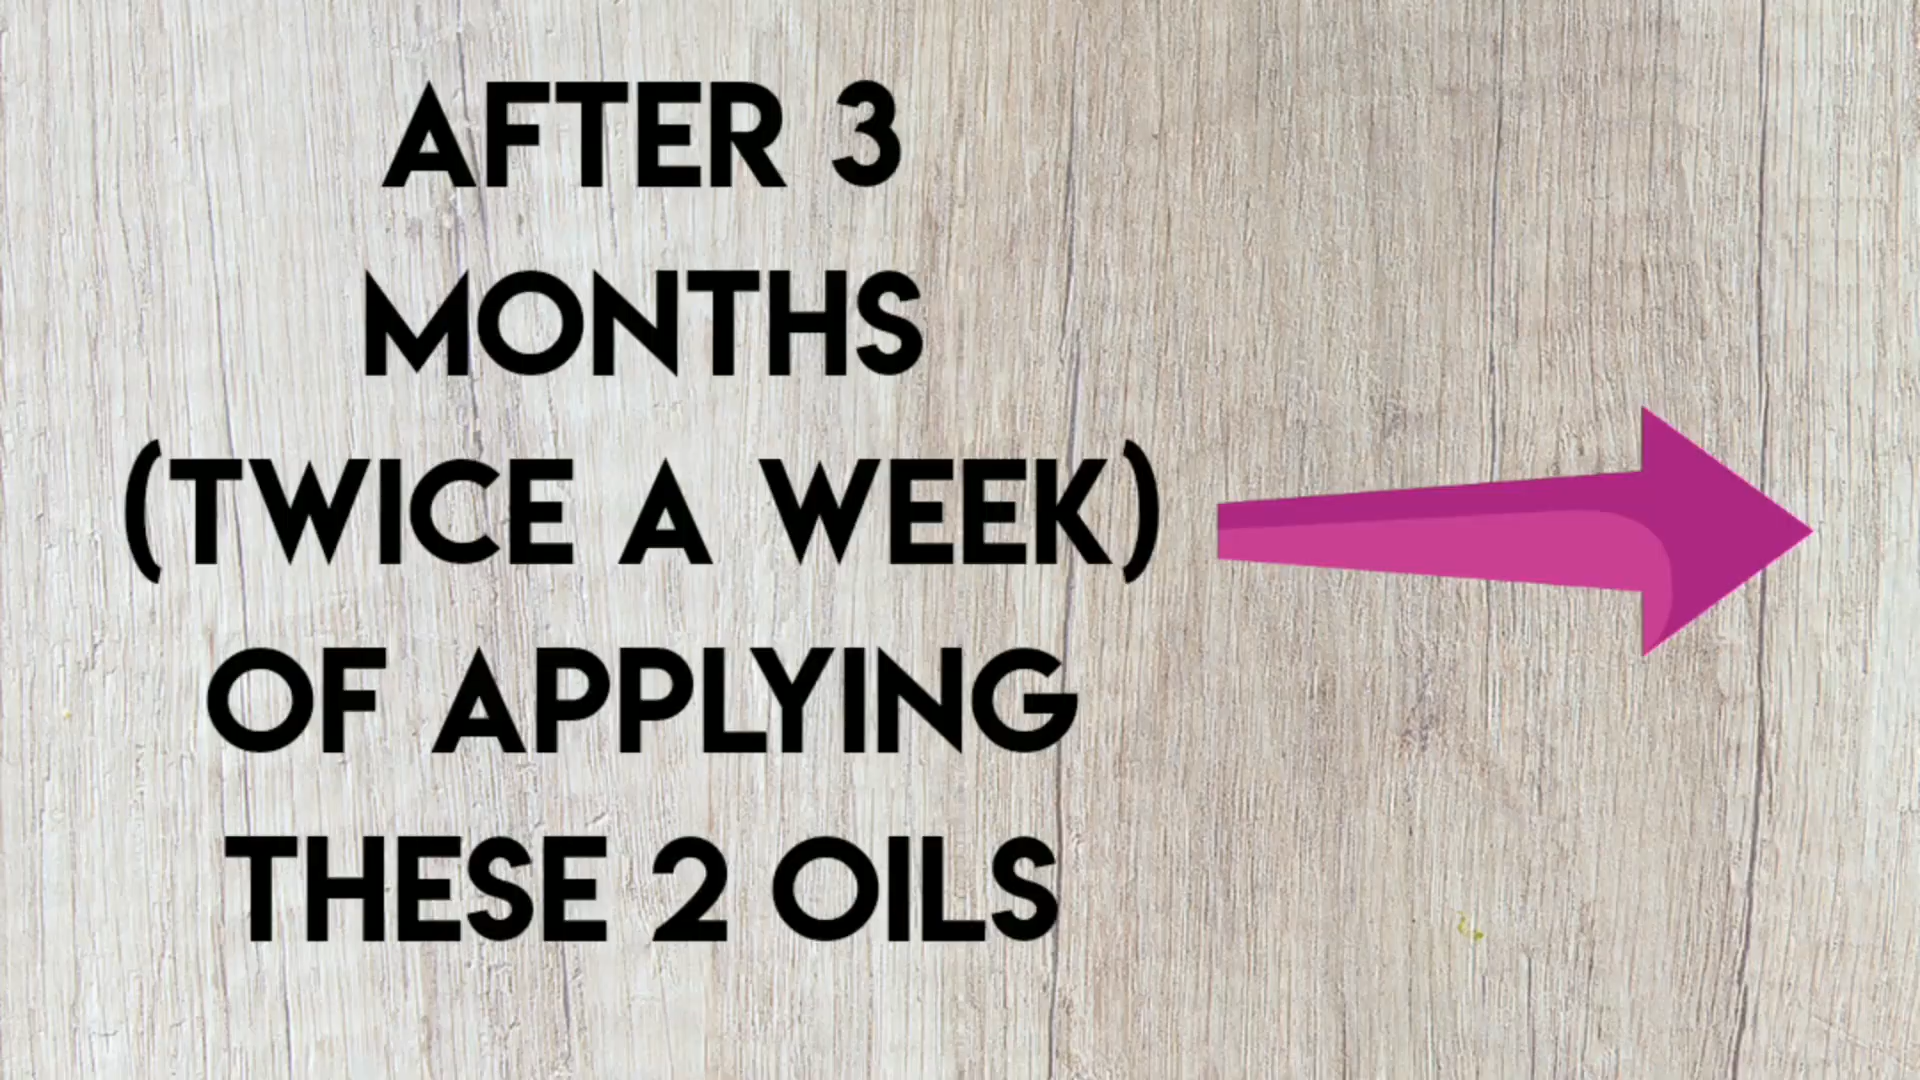 AFTER 3
MONTHS
(TWICE A WEEK)
OF APPLYING
THESE 2 OILS